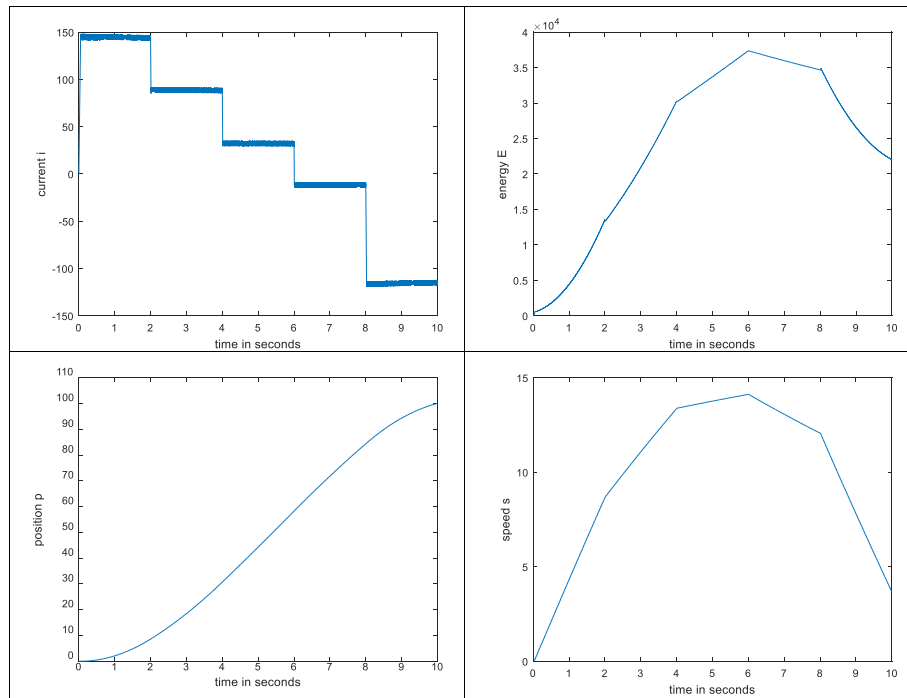 150
100
50
0
-50
-100
-150
current i
0 1 2 3 4 5 6 7 8 9 10
time in seconds
×10⁴
4
3.5
3
2.5
2
1.5
1
0.5
0
energy E
0 1 2 3 4 5 6 7 8 9 10
time in seconds
110
100
90
80
70
60
50
40
30
20
10
0
position p
0 1 2 3 4 5 6 7 8 9 10
time in seconds
15
10
5
0
speed s
0 1 2 3 4 5 6 7 8 9 10
time in seconds